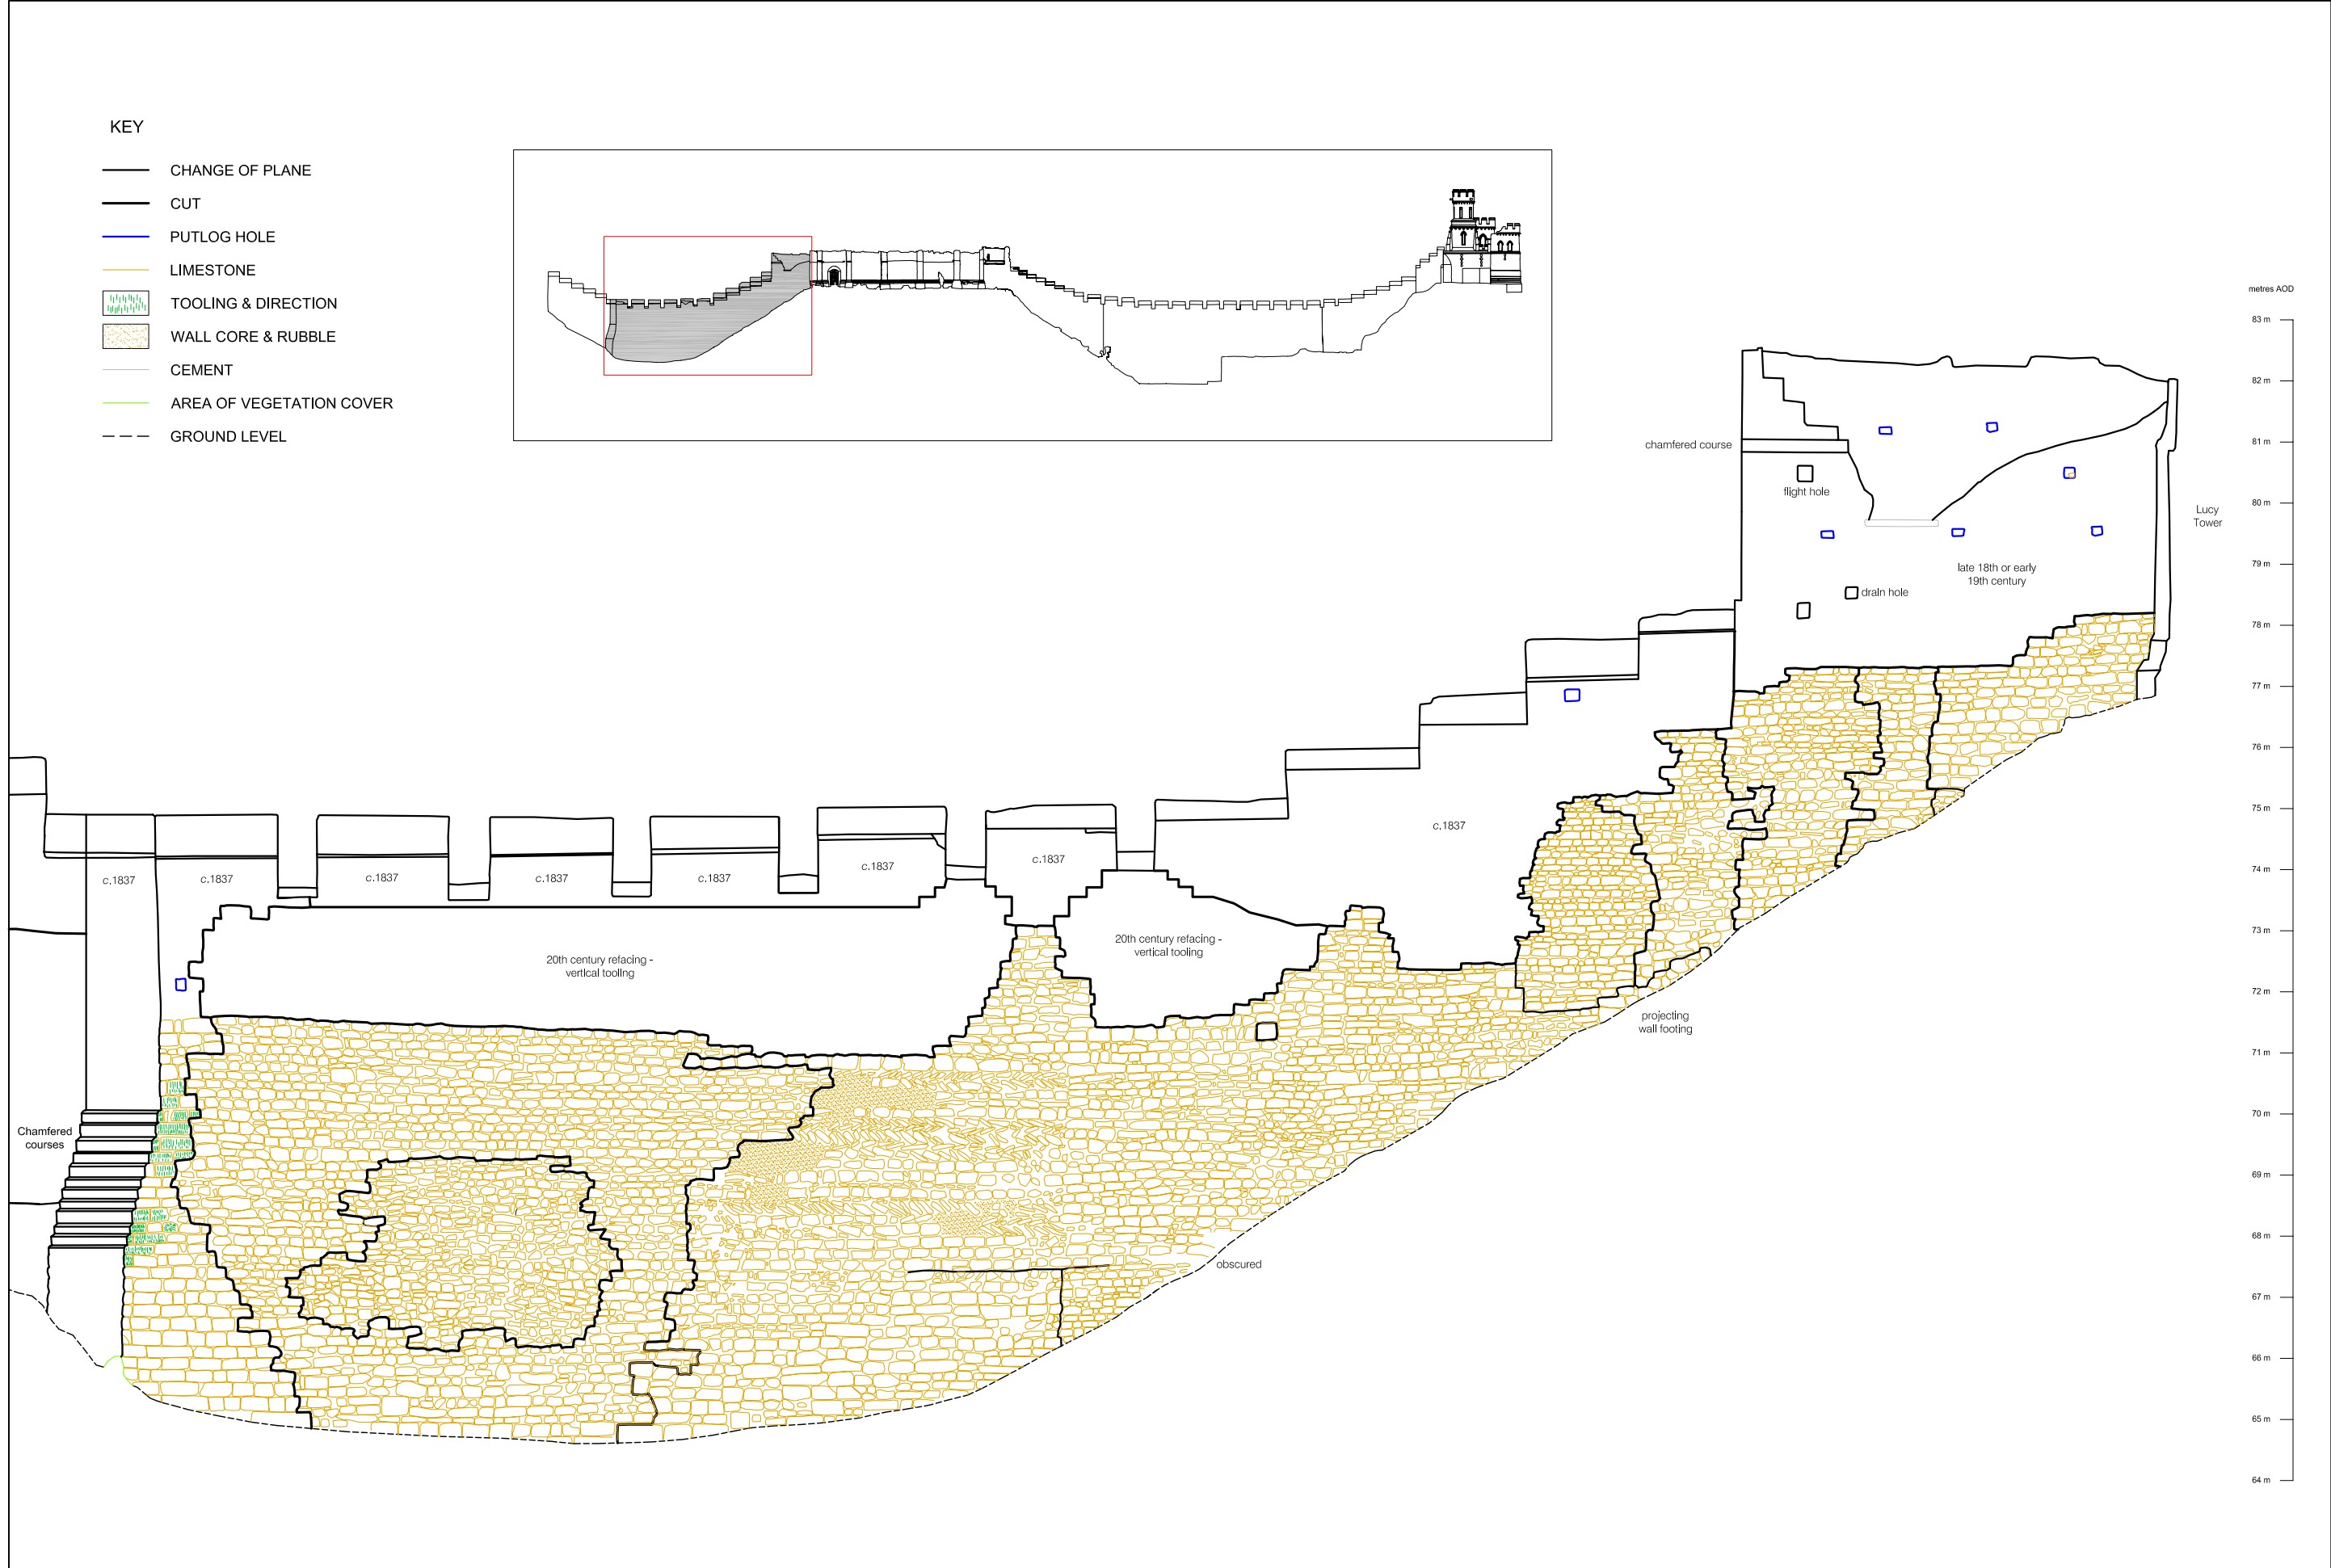 KEY
CHANGE OF PLANE
CUT
PUTLOG HOLE
LIMESTONE
TOOLING & DIRECTION
WALL CORE & RUBBLE
CEMENT
AREA OF VEGETATION COVER
GROUND LEVEL
metres AOD
83 m
82 m
81 m
80 m
79 m
78 m
77 m
76 m
75 m
74 m
73 m
72 m
71 m
70 m
69 m
68 m
67 m
66 m
65 m
64 m
chamfered course
flight hole
Lucy
Tower
late 18th or early
19th century
drain hole
c.1837
c.1837
c.1837
c.1837
c.1837
c.1837
c.1837
c.1837
20th century refacing -
vertical tooling
20th century refacing -
vertical tooling
projecting
wall footing
Chamfered
courses
obscured